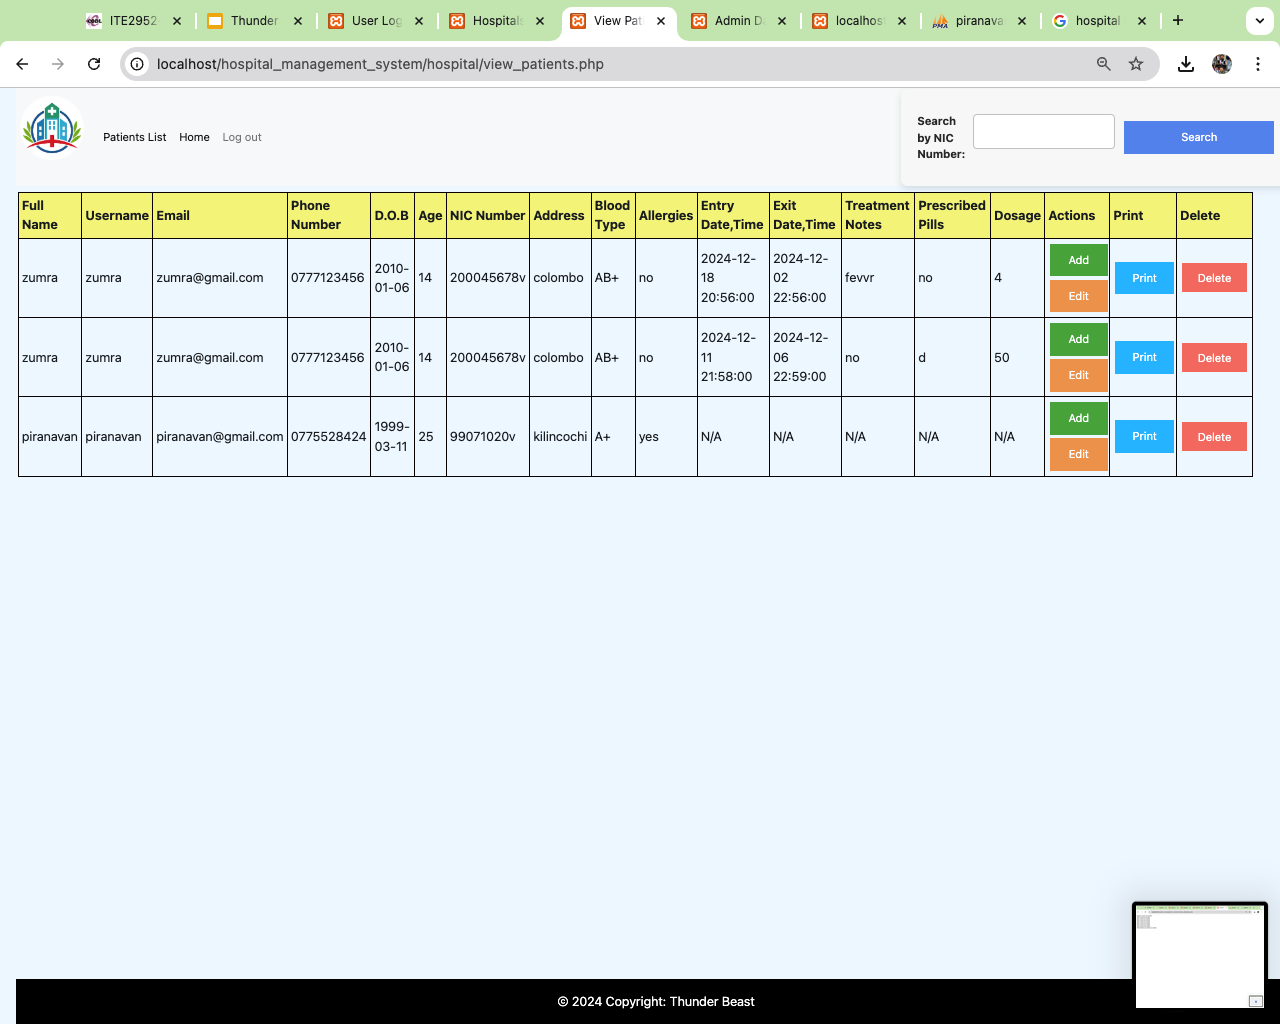 ITE2952
Thunder
User Log
Hospitals
View Pat
Admin D
localhos
piranava
hospital
localhost/hospital_management_system/hospital/view_patients.php
Patients List Home Log out
Search
by NIC
Number:
Search
Full Name Username Email Phone Number D.O.B Age NIC Number Address Blood Type Allergies Entry Date,Time Exit Date,Time Treatment Notes Prescribed Pills Dosage Actions Print Delete
zumra zumra zumra@gmail.com 0777123456 2010-01-06 14 200045678v colombo AB+ no 2024-12-18 20:56:00 2024-12-02 22:56:00 fevvr no 4 Add Edit Print Delete
zumra zumra zumra@gmail.com 0777123456 2010-01-06 14 200045678v colombo AB+ no 2024-12-11 21:58:00 2024-12-06 22:59:00 no d 50 Add Edit Print Delete
piranavan piranavan piranavan@gmail.com 0775528424 1999-03-11 25 99071020v kilincochi A+ yes N/A N/A N/A N/A N/A Add Edit Print Delete
© 2024 Copyright: Thunder Beast